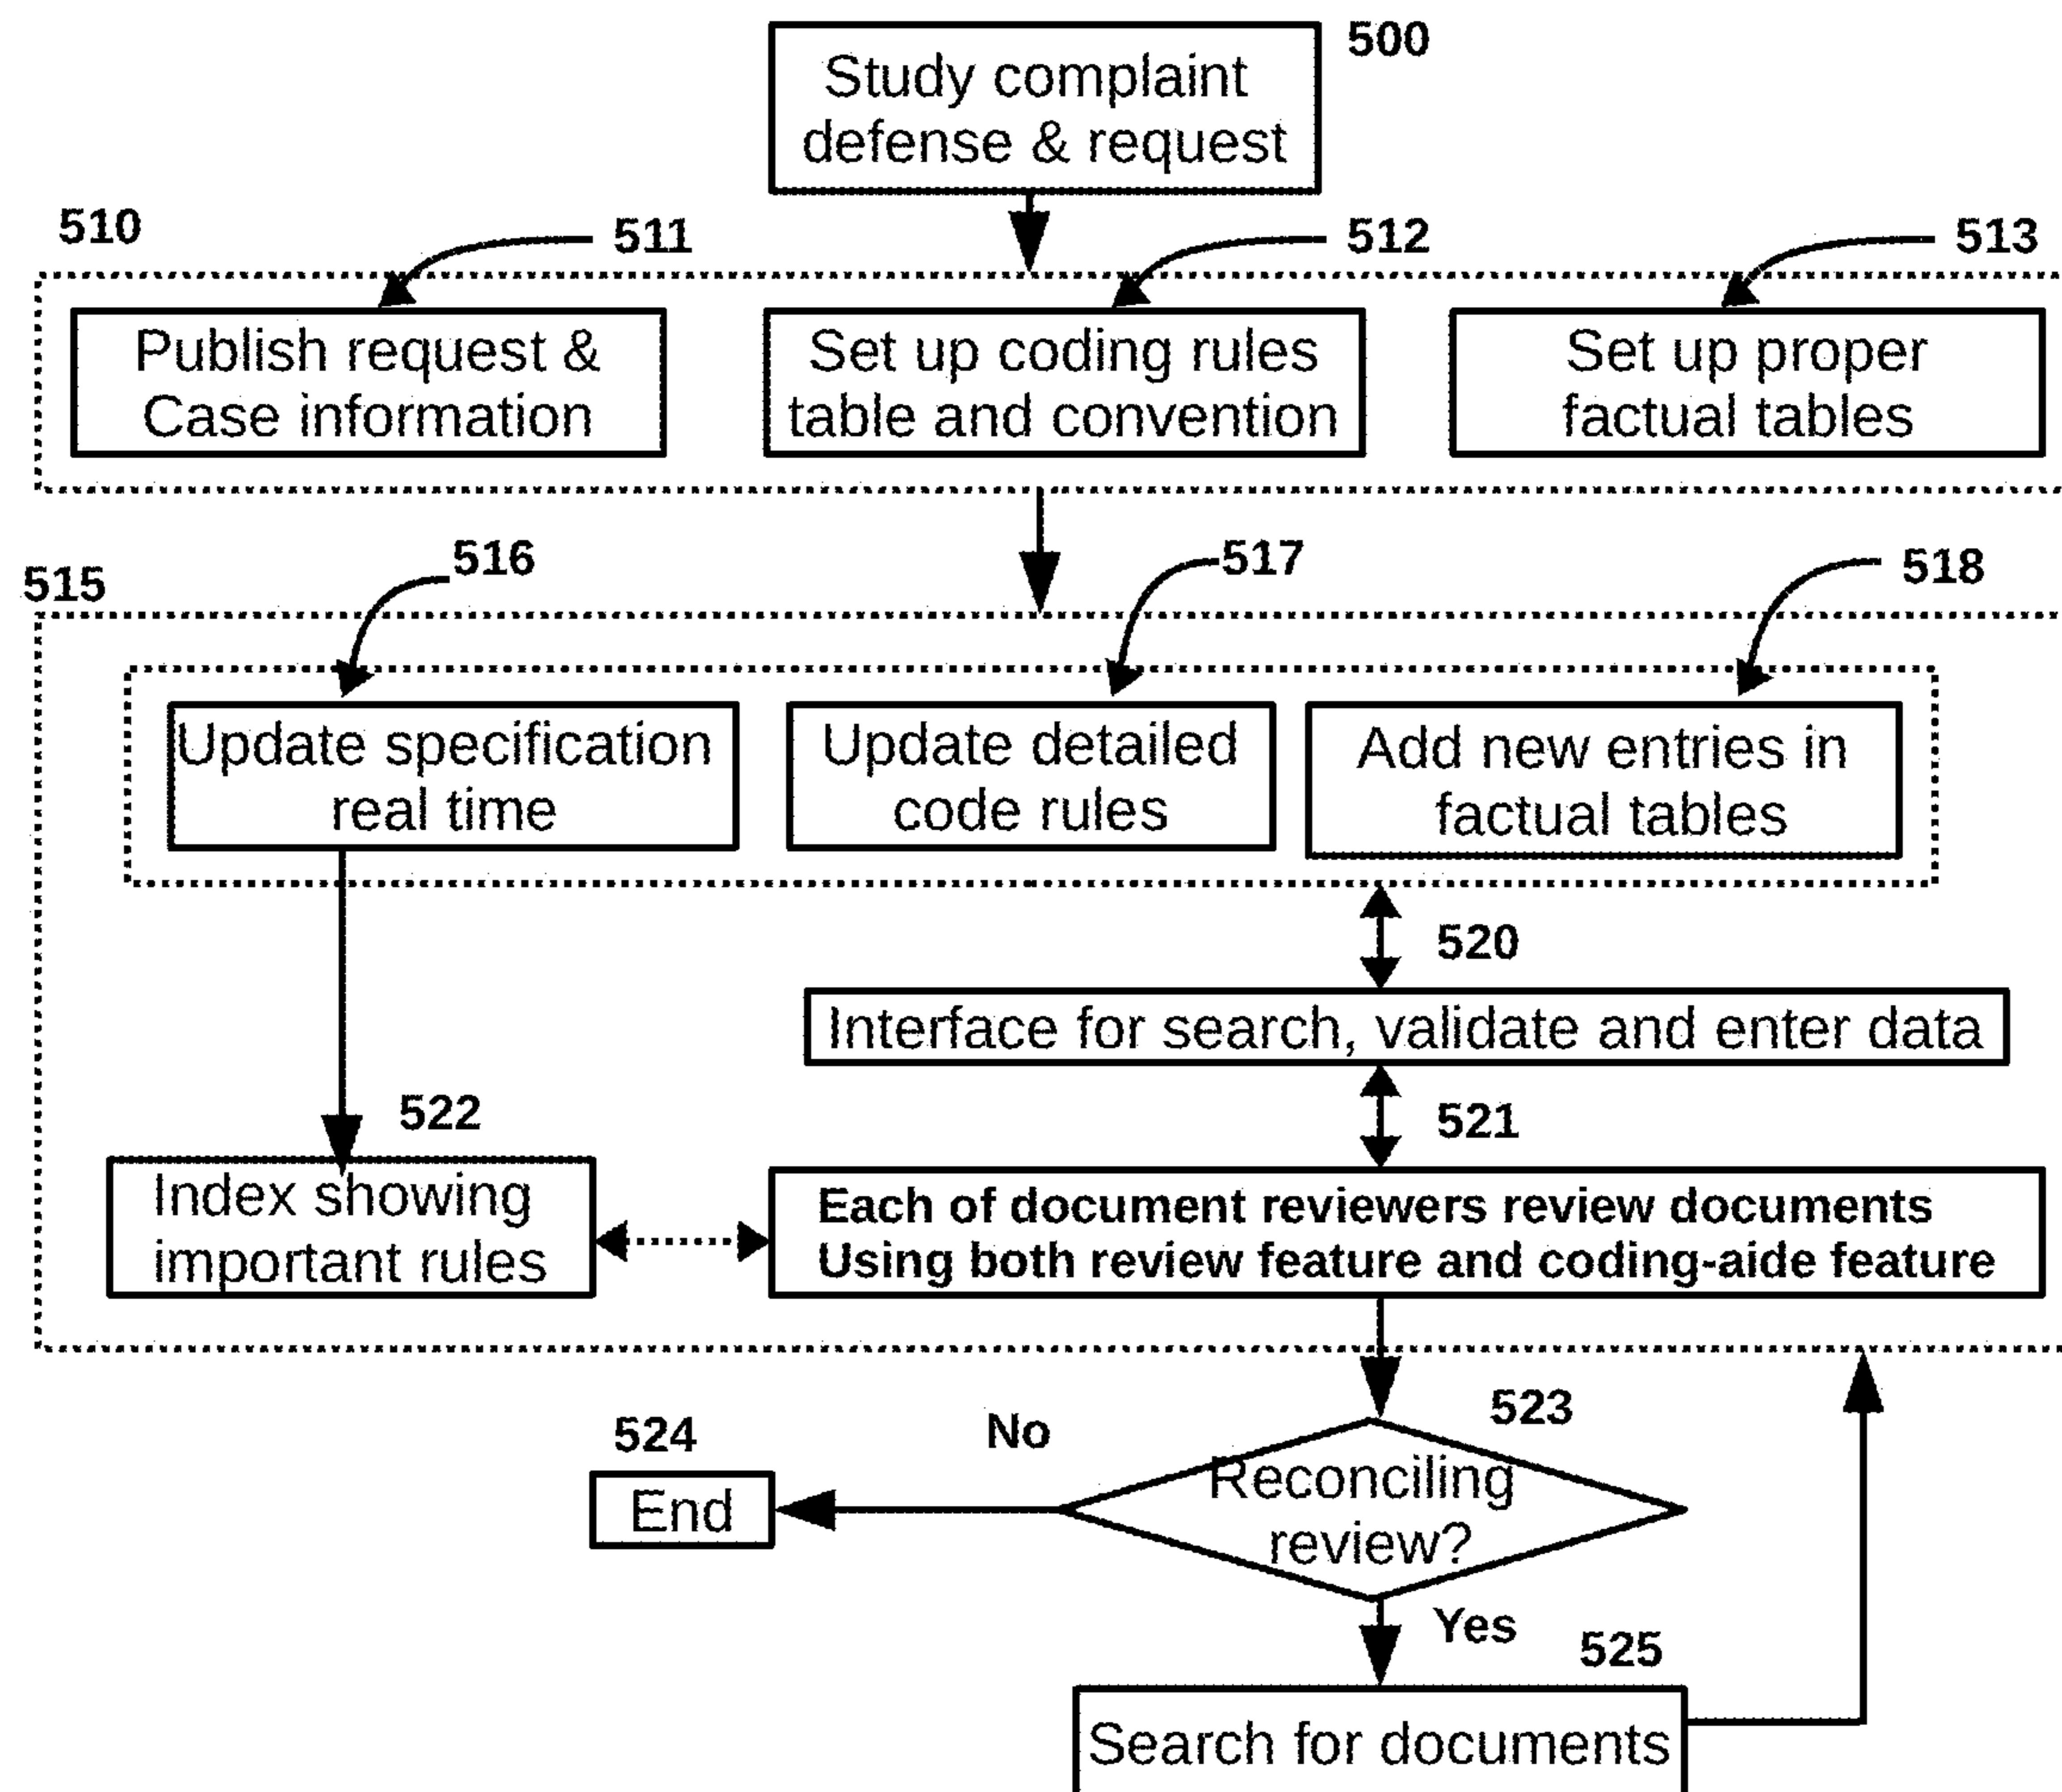 500
Study complaint
defense & request
510
511
512
513
Publish request &
Case information
Set up coding rules
table and convention
Set up proper
factual tables
515
516
517
518
Update specification
real time
Update detailed
code rules
Add new entries in
factual tables
520
Interface for search, validate and enter data
521
522
Index showing
important rules
Each of document reviewers review documents
Using both review feature and coding-aide feature
523
No
524
End
Reconciling
review?
Yes
525
Search for documents